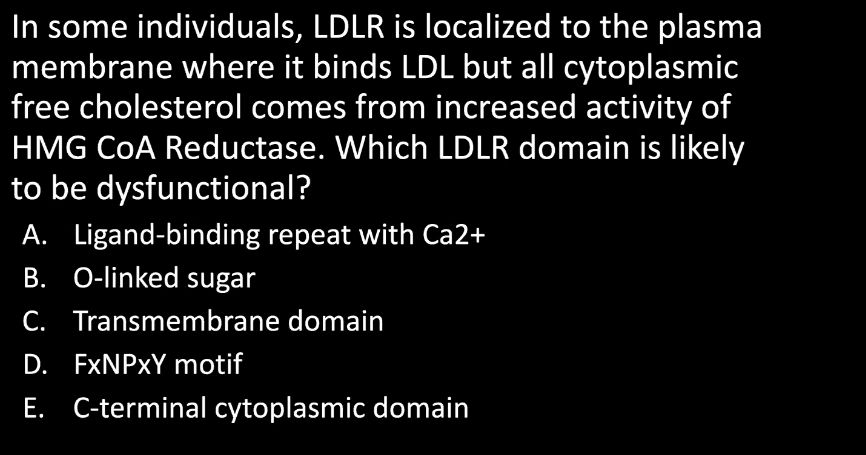 In some individuals, LDLR is localized to the plasma
membrane where it binds LDL but all cytoplasmic
free cholesterol comes from increased activity of
HMG CoA Reductase. Which LDLR domain is likely
to be dysfunctional?
A. Ligand-binding repeat with Ca2+
B. O-linked sugar
C. Transmembrane domain
D. FxNPxY motif
E. C-terminal cytoplasmic domain